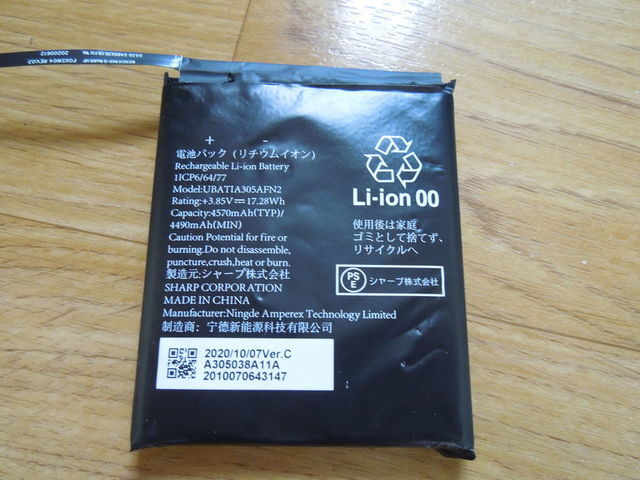 + -
電池パック (リチウムイオン)
Rechargeable Li-ion Battery
1ICP6/64/77
Model:UBATIA305AFN2
Rating:+3.85V⎓17.28Wh
Capacity:4570mAh(TYP)/
4490mAh(MIN)
Caution Potential for fire or
burning.Do not disassemble,
puncture,crush,heat or burn.
製造元:シャープ株式会社
SHARP CORPORATION
MADE IN CHINA
Manufacturer:Ningde Amperex Technology Limited
制造商: 宁德新能源科技有限公司
Li-ion 00
使用後は家庭
ゴミとして捨てず、
リサイクルへ
PS
E
シャープ株式会社
2020/10/07Ver.C
A305038A11A
2010070643147
20200612
FOX2W04 REV.03